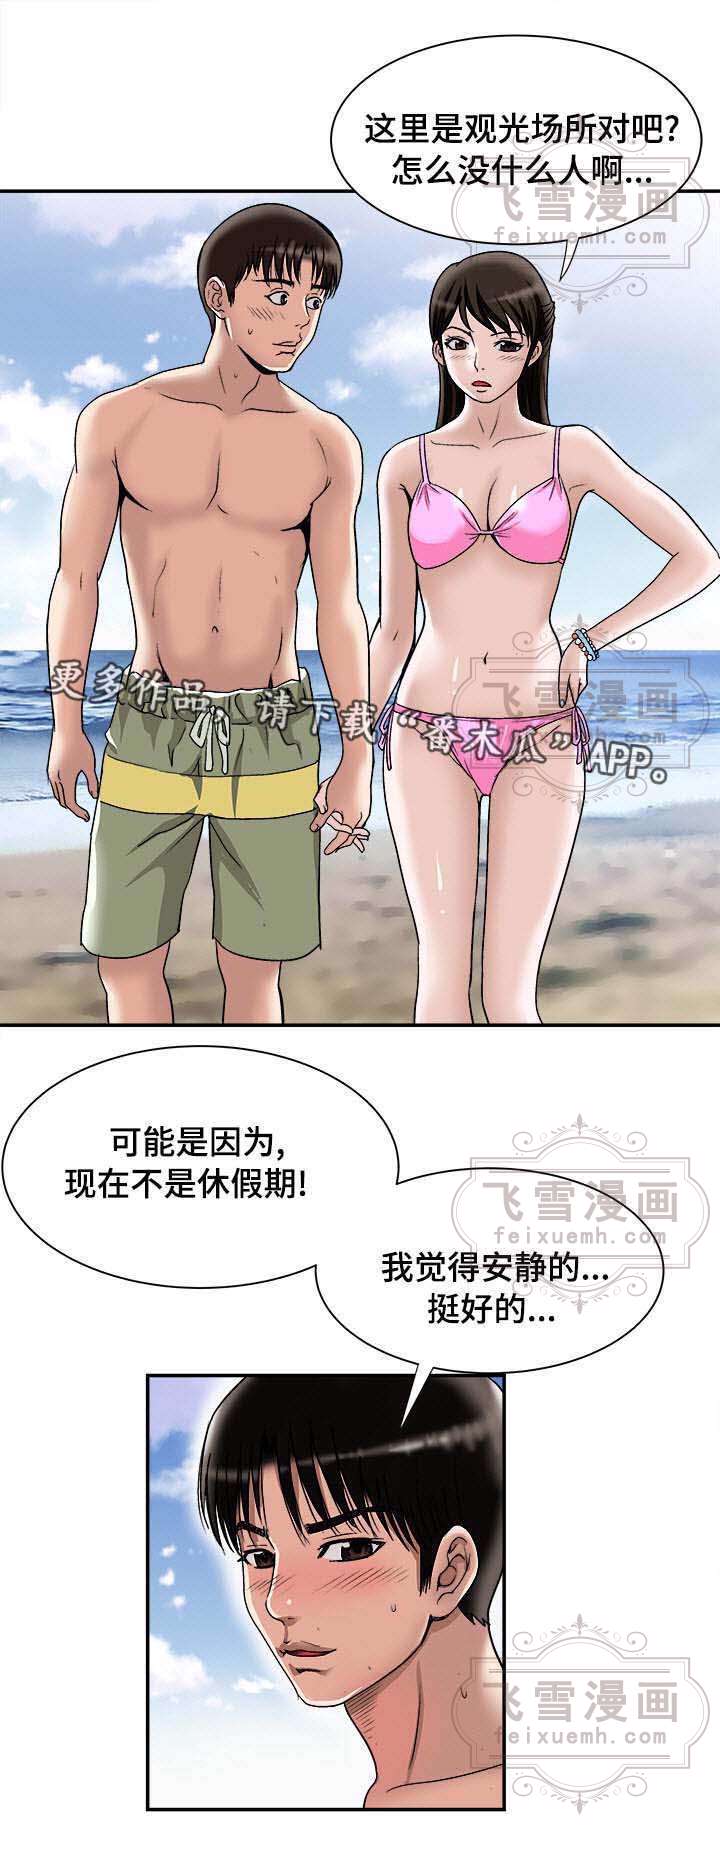 这里是观光场所对吧?
怎么没什么人啊...
飞雪漫画
feixuemh.com
飞雪漫画
feixuemh.com
更多作品，请下载“番木瓜”APP。
可能是因为,
现在不是休假期!
飞雪漫画
feixuemh.com
我觉得安静的...
挺好的...
飞雪漫画
feixuemh.com